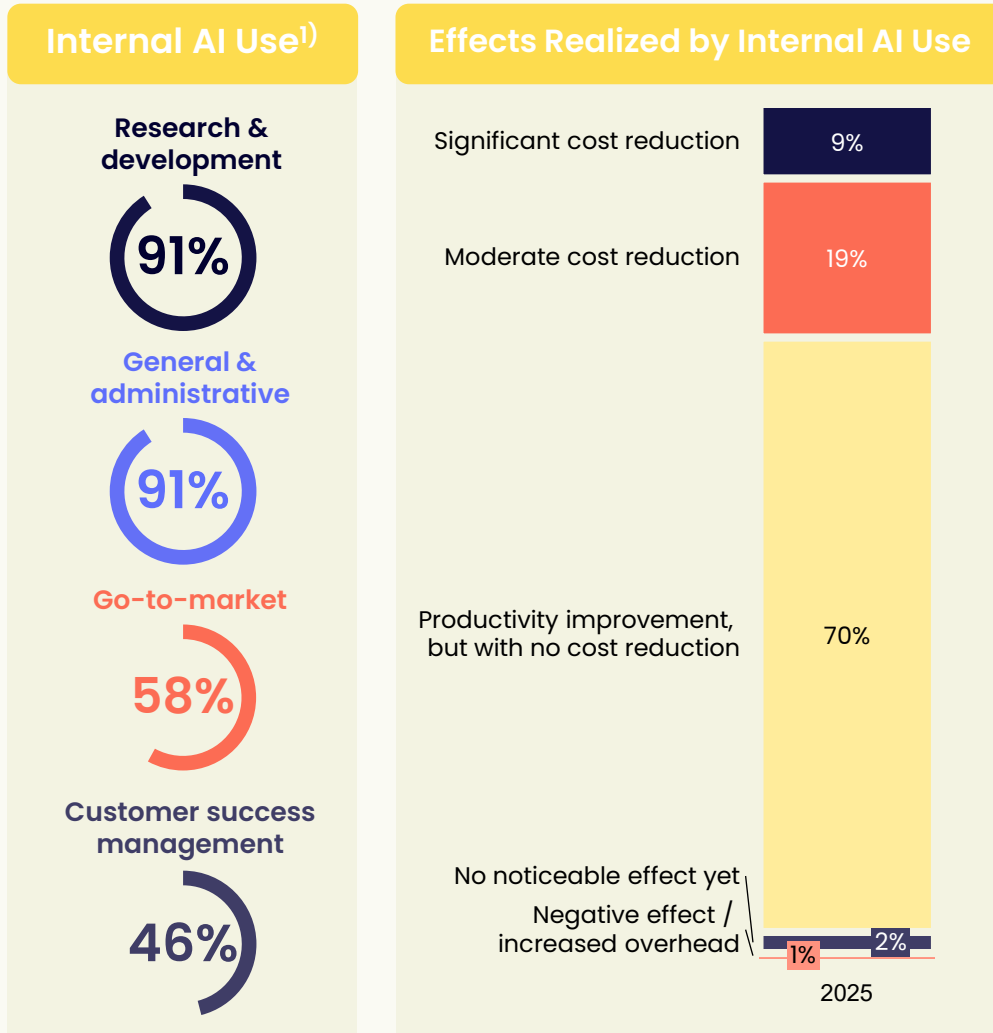 Internal AI Use1)
Research &
development
91%
General &
administrative
91%
Go-to-market
58%
Customer success
management
46%
Effects Realized by Internal AI Use
Significant cost reduction
9%
Moderate cost reduction
19%
Productivity improvement,
but with no cost reduction
70%
No noticeable effect yet
2%
Negative effect /
increased overhead
1%
2025